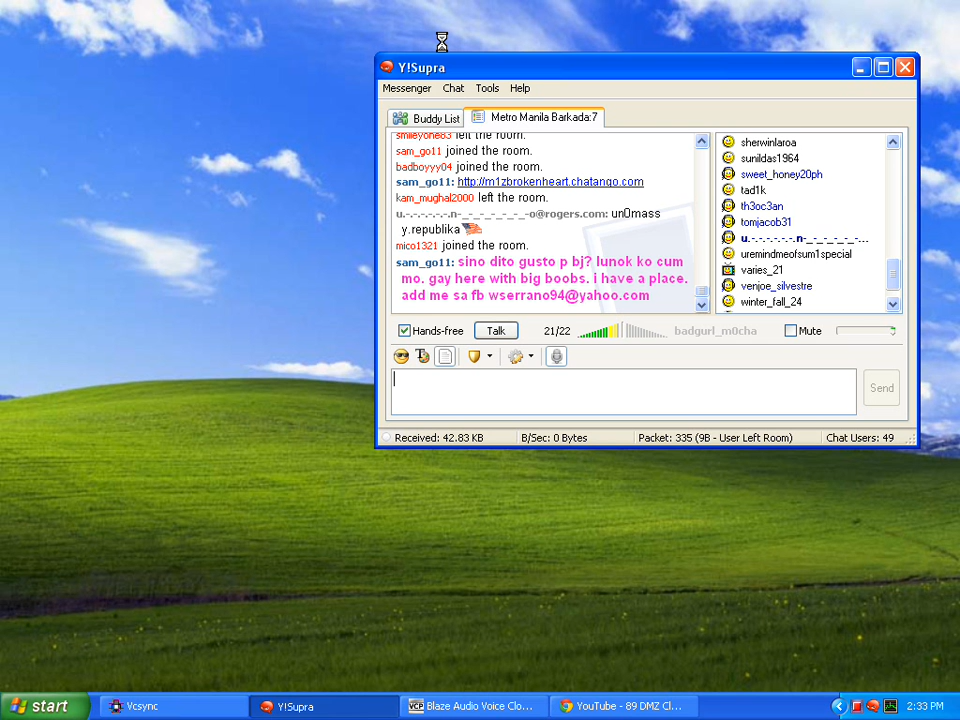 Y!Supra
Messenger Chat Tools Help
Buddy List
Metro Manila Barkada:7
smileyone83 left the room.
sam_go11 joined the room.
badboyyy04 joined the room.
sam_go11: http://m1zbrokenheart.chatango.com
kam_mughal2000 left the room.
u.-.-.-.-.-.n-_-_-_-_-_-_-o@rogers.com: un0mass
y.republika
mico1321 joined the room.
sam_go11: sino dito gusto p bj? lunok ko cum
mo. gay here with big boobs. i have a place.
add me sa fb wserrano94@yahoo.com
sherwinlaroa
sunildas1964
sweet_honey20ph
tad1k
th3oc3an
tomjacob31
u.-.-.-.-.-.n-_-_-_-_-_-...
uremindmeofsum1special
varies_21
venjoe_silvestre
winter_fall_24
Hands-free Talk 21/22 badgurl_m0cha Mute
Send
Received: 42.83 KB B/Sec: 0 Bytes Packet: 335 (9B - User Left Room) Chat Users: 49
start Vcsync Y!Supra VCP Blaze Audio Voice Clo... YouTube - 89 DMZ Cl... 2:33 PM